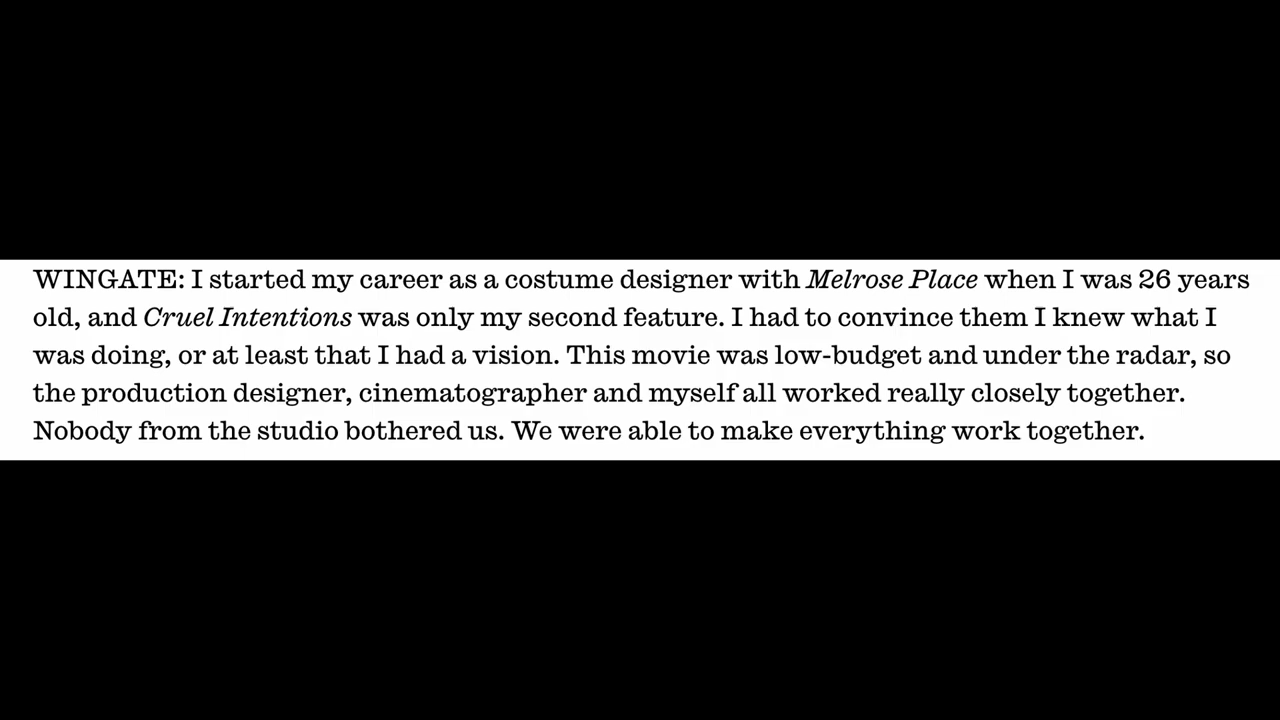 WINGATE: I started my career as a costume designer with Melrose Place when I was 26 years
old, and Cruel Intentions was only my second feature. I had to convince them I knew what I
was doing, or at least that I had a vision. This movie was low-budget and under the radar, so
the production designer, cinematographer and myself all worked really closely together.
Nobody from the studio bothered us. We were able to make everything work together.